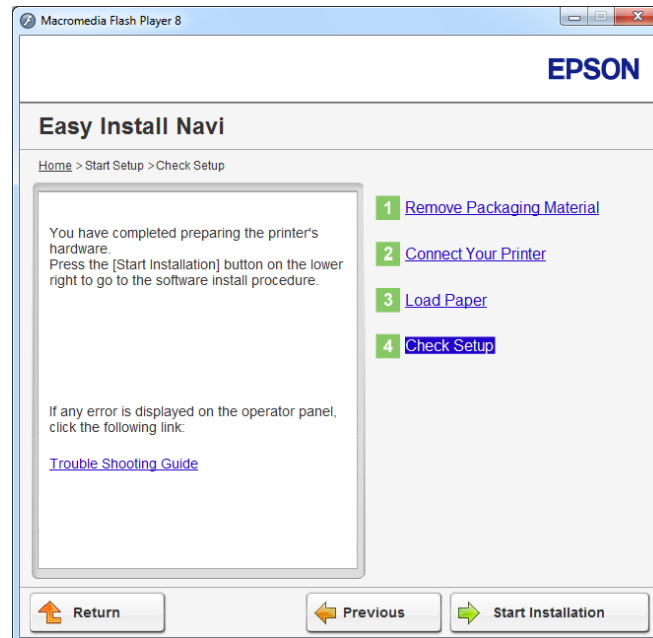 Macromedia Flash Player 8
EPSON
Easy Install Navi
Home > Start Setup >Check Setup
You have completed preparing the printer's
hardware.
Press the [Start Installation] button on the lower
right to go to the software install procedure.
If any error is displayed on the operator panel,
click the following link:
Trouble Shooting Guide
1 Remove Packaging Material
2 Connect Your Printer
3 Load Paper
4 Check Setup
Return
Previous
Start Installation